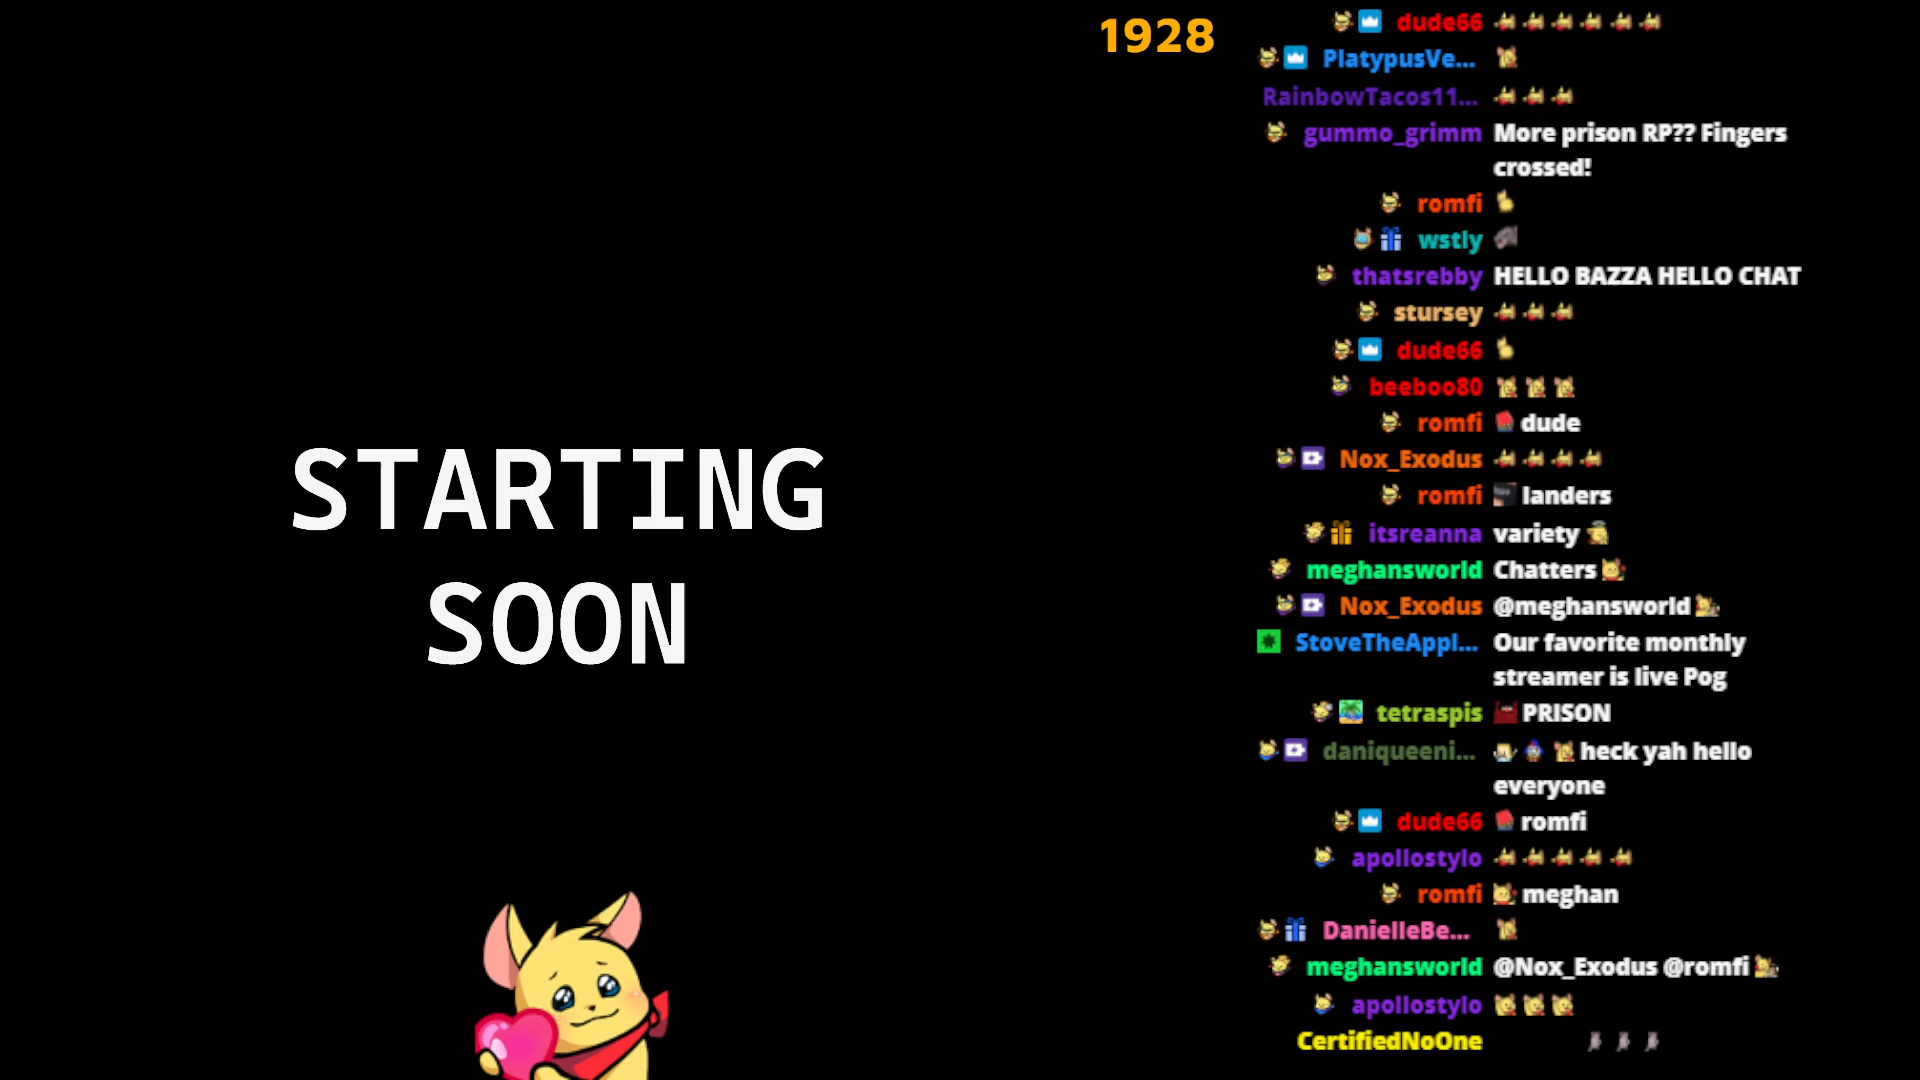 1928
STARTING
SOON
dude66
PlatypusVe...
RainbowTacos11...
gummo_grimm More prison RP?? Fingers
crossed!
romfi
wstly
thatsrebby HELLO BAZZA HELLO CHAT
stursey
dude66
beeboo80
romfi dude
Nox_Exodus
romfi landers
itsreanna variety
meghansworld Chatters
Nox_Exodus @meghansworld
StoveTheAppl... Our favorite monthly
streamer is live Pog
tetraspis PRISON
daniqueeni... heck yah hello
everyone
dude66 romfi
apollostylo
romfi meghan
DanielleBe...
meghansworld @Nox_Exodus @romfi
apollostylo
CertifiedNoOne